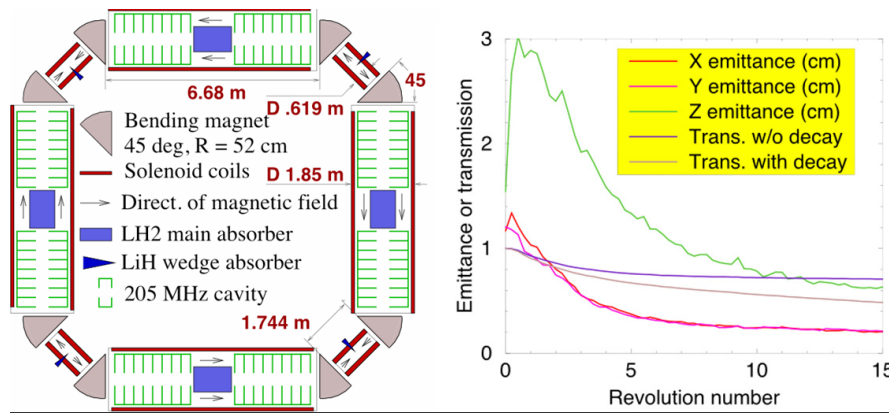 6.68 m
D .619 m
45
Bending magnet
45 deg, R = 52 cm
Solenoid coils
D 1.85 m
Direct. of magnetic field
LH2 main absorber
LiH wedge absorber
205 MHz cavity
1.744 m
Emittance or transmission
3
2
1
0
X emittance (cm)
Y emittance (cm)
Z emittance (cm)
Trans. w/o decay
Trans. with decay
0
5
10
15
Revolution number